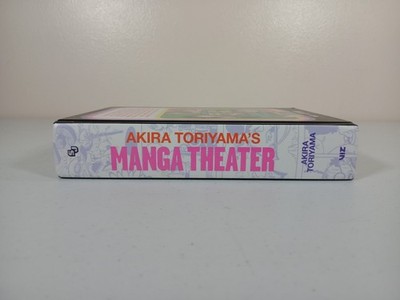 AKIRA TORIYAMA'S
MANGA THEATER
AKIRA
TORIYAMA
VIZ